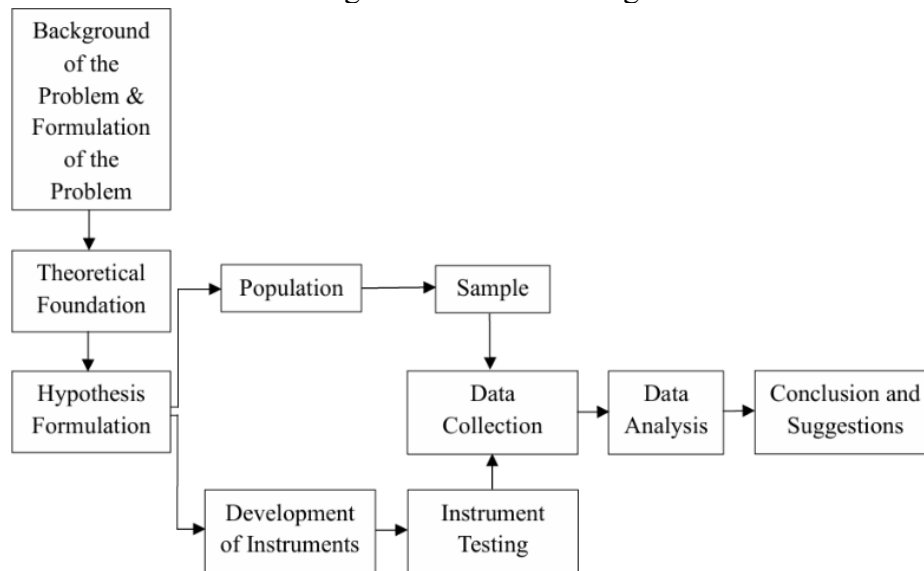 Background
of the
Problem &
Formulation
of the
Problem
Theoretical
Foundation
Population
Sample
Hypothesis
Formulation
Data
Collection
Data
Analysis
Conclusion and
Suggestions
Development
of Instruments
Instrument
Testing